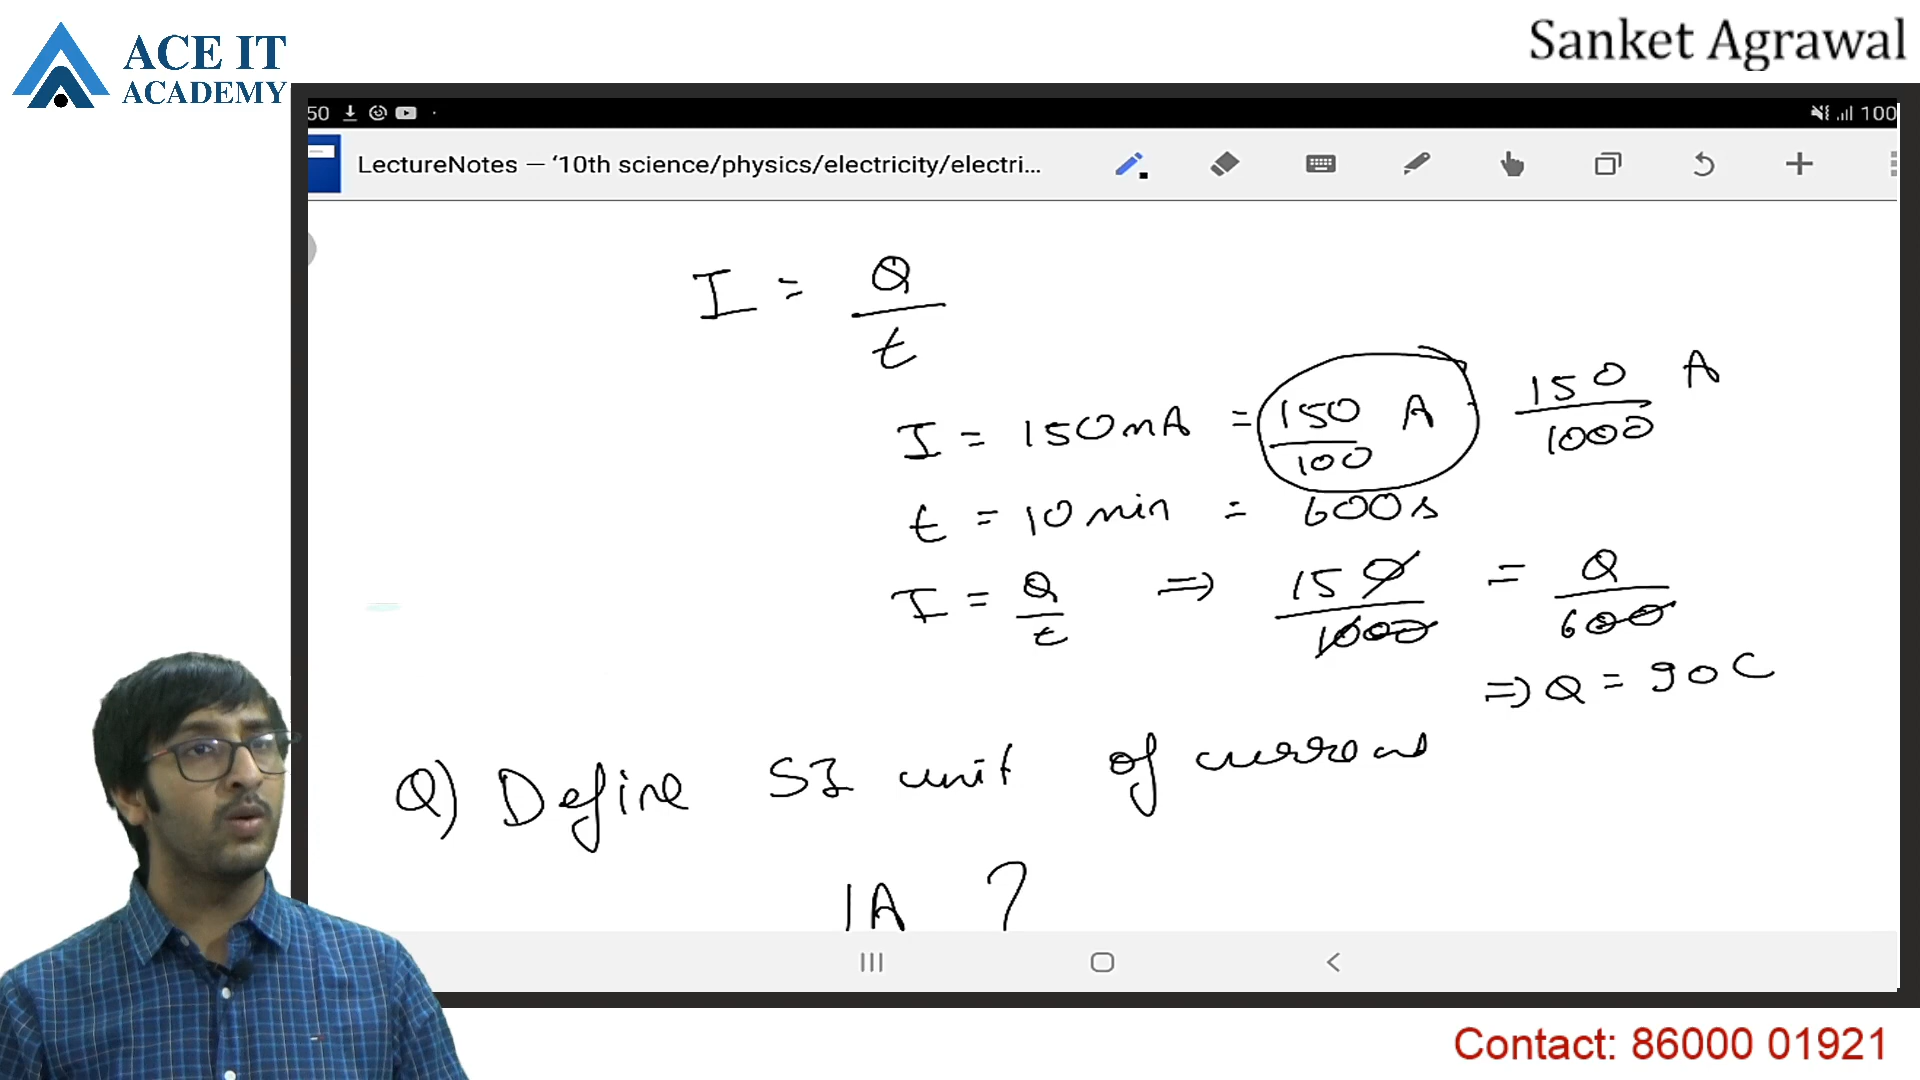 ACE IT
ACADEMY
Sanket Agrawal
50
100
LectureNotes — ‘10th science/physics/electricity/electri...
I = Q/t
I = 150mA = 150/100 A 150/1000 A
t = 10 min = 600 s
I = Q/t ⇒ 150/1000 = Q/600
⇒ Q = 90 C
Q) Define SI unit of current
1A ?
Contact: 86000 01921